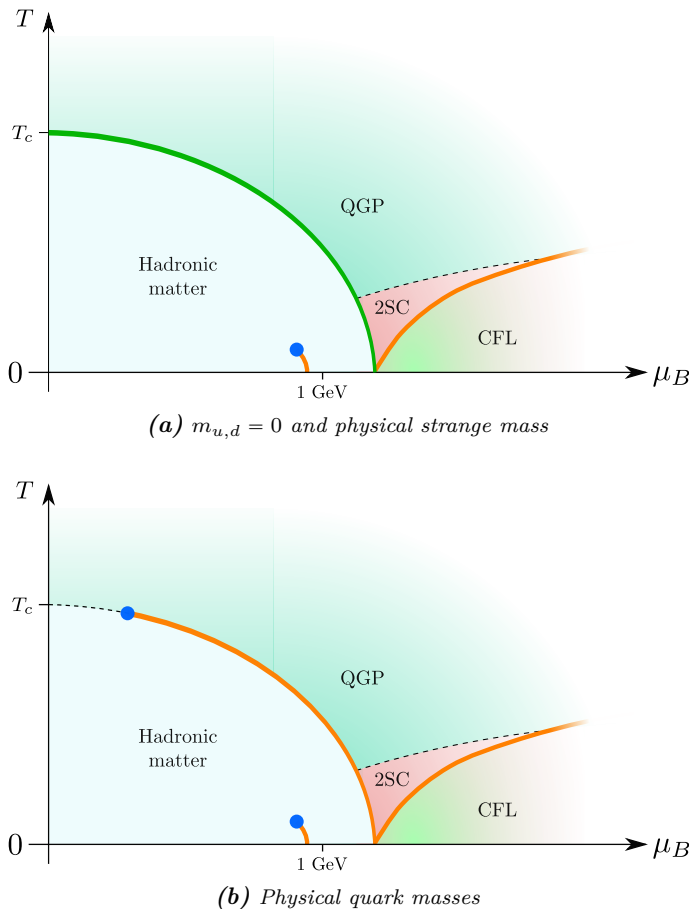 T
T_c
QGP
Hadronic
matter
2SC
CFL
0
1 GeV
μ_B
(a) m_{u,d} = 0 and physical strange mass
T
T_c
QGP
Hadronic
matter
2SC
CFL
0
1 GeV
μ_B
(b) Physical quark masses